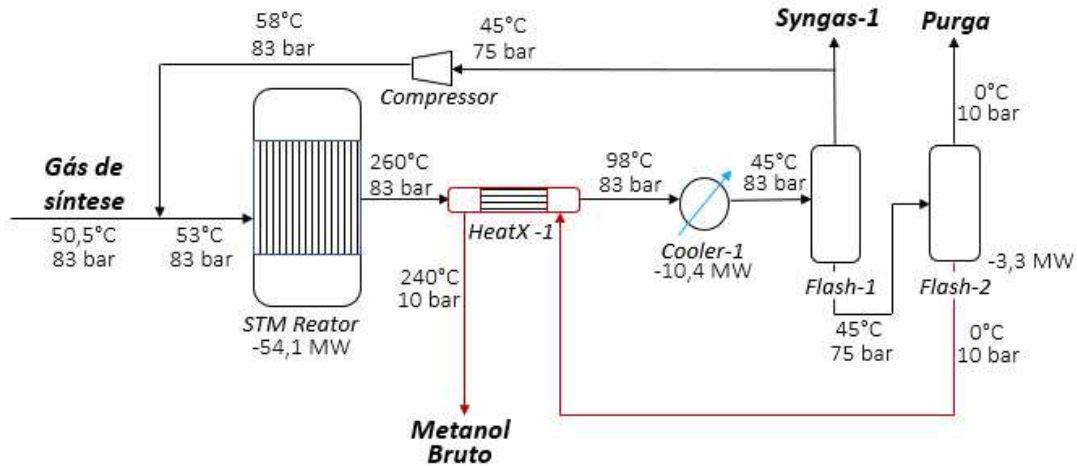 Syngas-1
Purga
58°C
83 bar
45°C
75 bar
Compressor
0°C
10 bar
Gás de
síntese
50,5°C
83 bar
53°C
83 bar
260°C
83 bar
98°C
83 bar
45°C
83 bar
HeatX -1
Cooler-1
-10,4 MW
Flash-1
Flash-2
-3,3 MW
240°C
10 bar
STM Reator
-54,1 MW
45°C
75 bar
0°C
10 bar
Metanol
Bruto